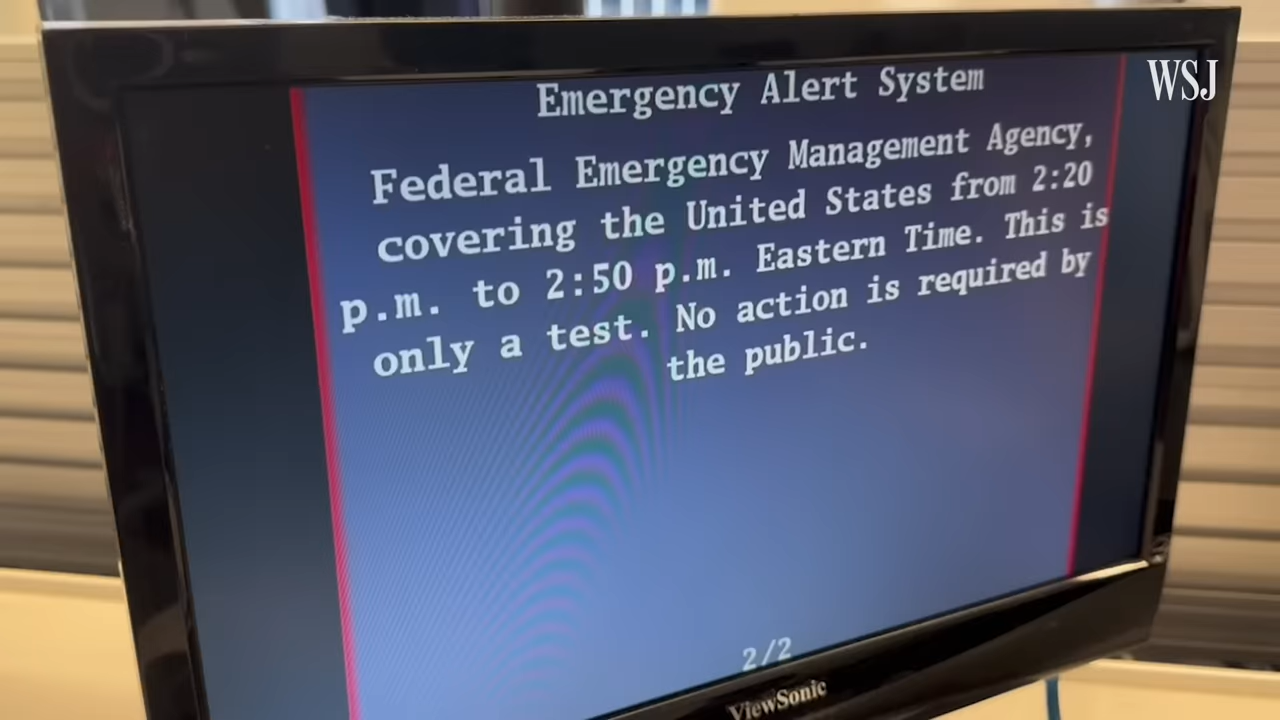 WSJ
Emergency Alert System
Federal Emergency Management Agency,
covering the United States from 2:20
p.m. to 2:50 p.m. Eastern Time. This is
only a test. No action is required by
the public.
2/2
ViewSonic